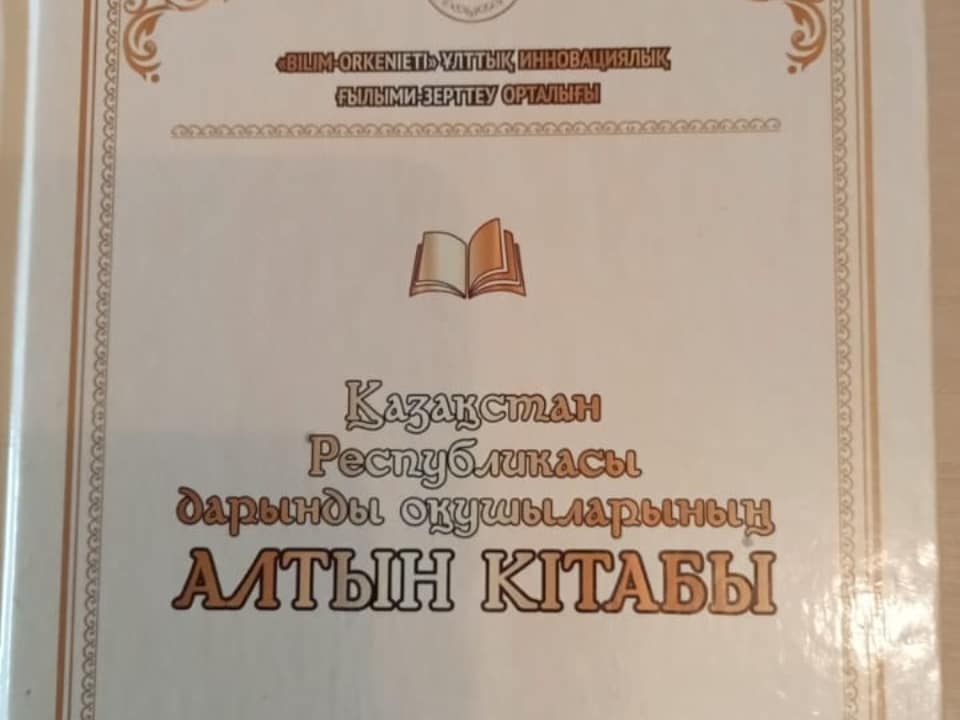 «BILIM-ORKENIETI» ҰЛТТЫҚ ИННОВАЦИЯЛЫҚ
ҒЫЛЫМИ-ЗЕРТТЕУ ОРТАЛЫҒЫ
Қазақстан
Республикасы
дарынды оқушыларының
АЛТЫН КІТАБЫ